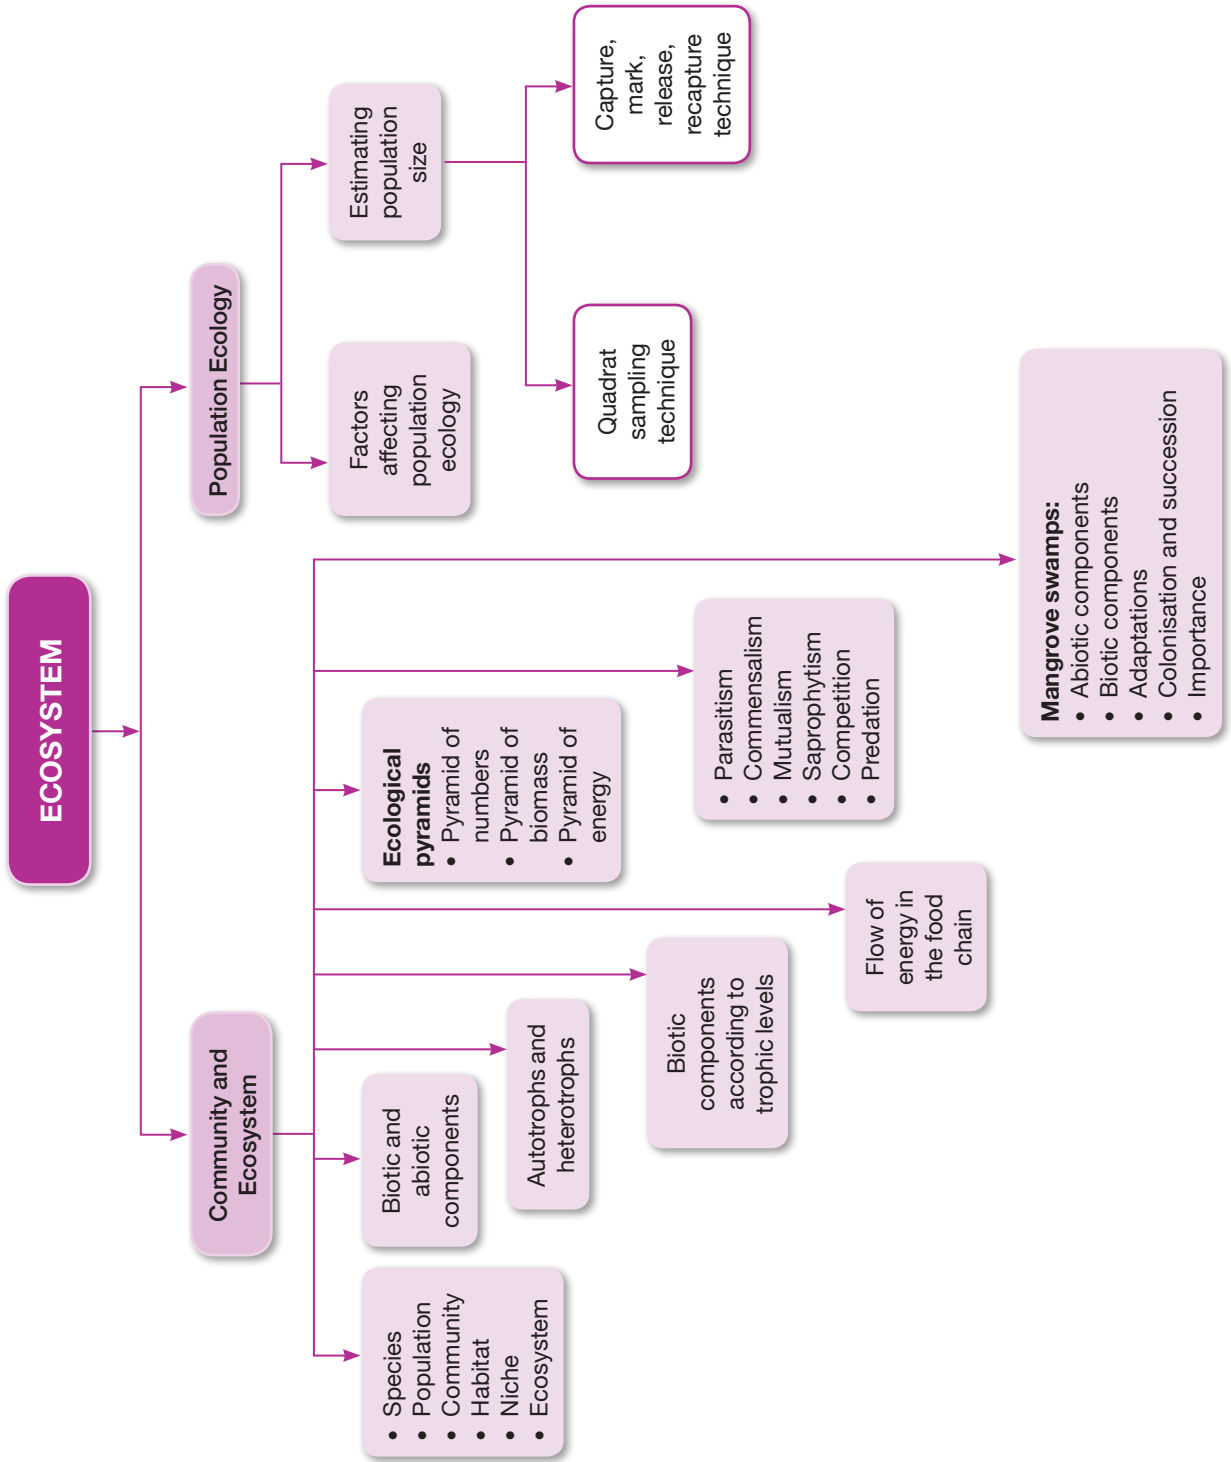 ECOSYSTEM
Community and
Ecosystem
Population Ecology
• Species
• Population
• Community
• Habitat
• Niche
• Ecosystem
Biotic and
abiotic
components
Autotrophs and
heterotrophs
Biotic
components
according to
trophic levels
Flow of
energy in
the food
chain
Ecological
pyramids
• Pyramid of
numbers
• Pyramid of
biomass
• Pyramid of
energy
• Parasitism
• Commensalism
• Mutualism
• Saprophytism
• Competition
• Predation
Mangrove swamps:
• Abiotic components
• Biotic components
• Adaptations
• Colonisation and succession
• Importance
Factors
affecting
population
ecology
Estimating
population
size
Quadrat
sampling
technique
Capture,
mark,
release,
recapture
technique